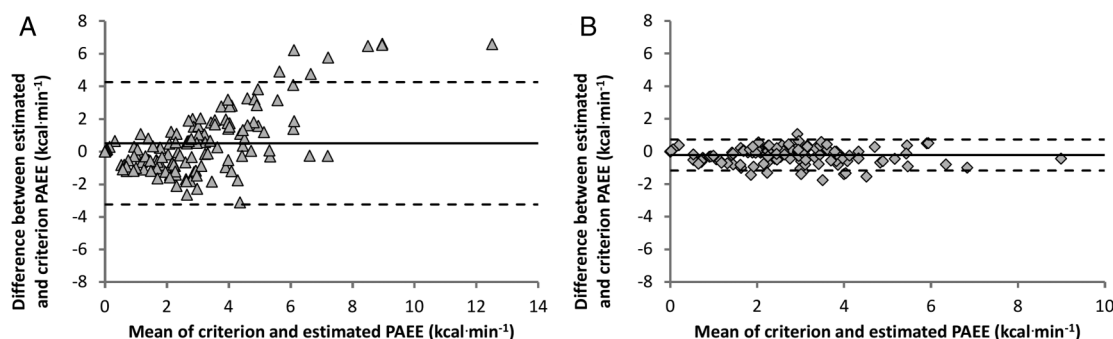 A
Difference between estimated
and criterion PAEE (kcal·min⁻¹)
8
6
4
2
0
-2
-4
-6
-8
0 2 4 6 8 10 12 14
Mean of criterion and estimated PAEE (kcal·min⁻¹)
B
Difference between estimated
and criterion PAEE (kcal·min⁻¹)
8
6
4
2
0
-2
-4
-6
-8
0 2 4 6 8 10
Mean of criterion and estimated PAEE (kcal·min⁻¹)